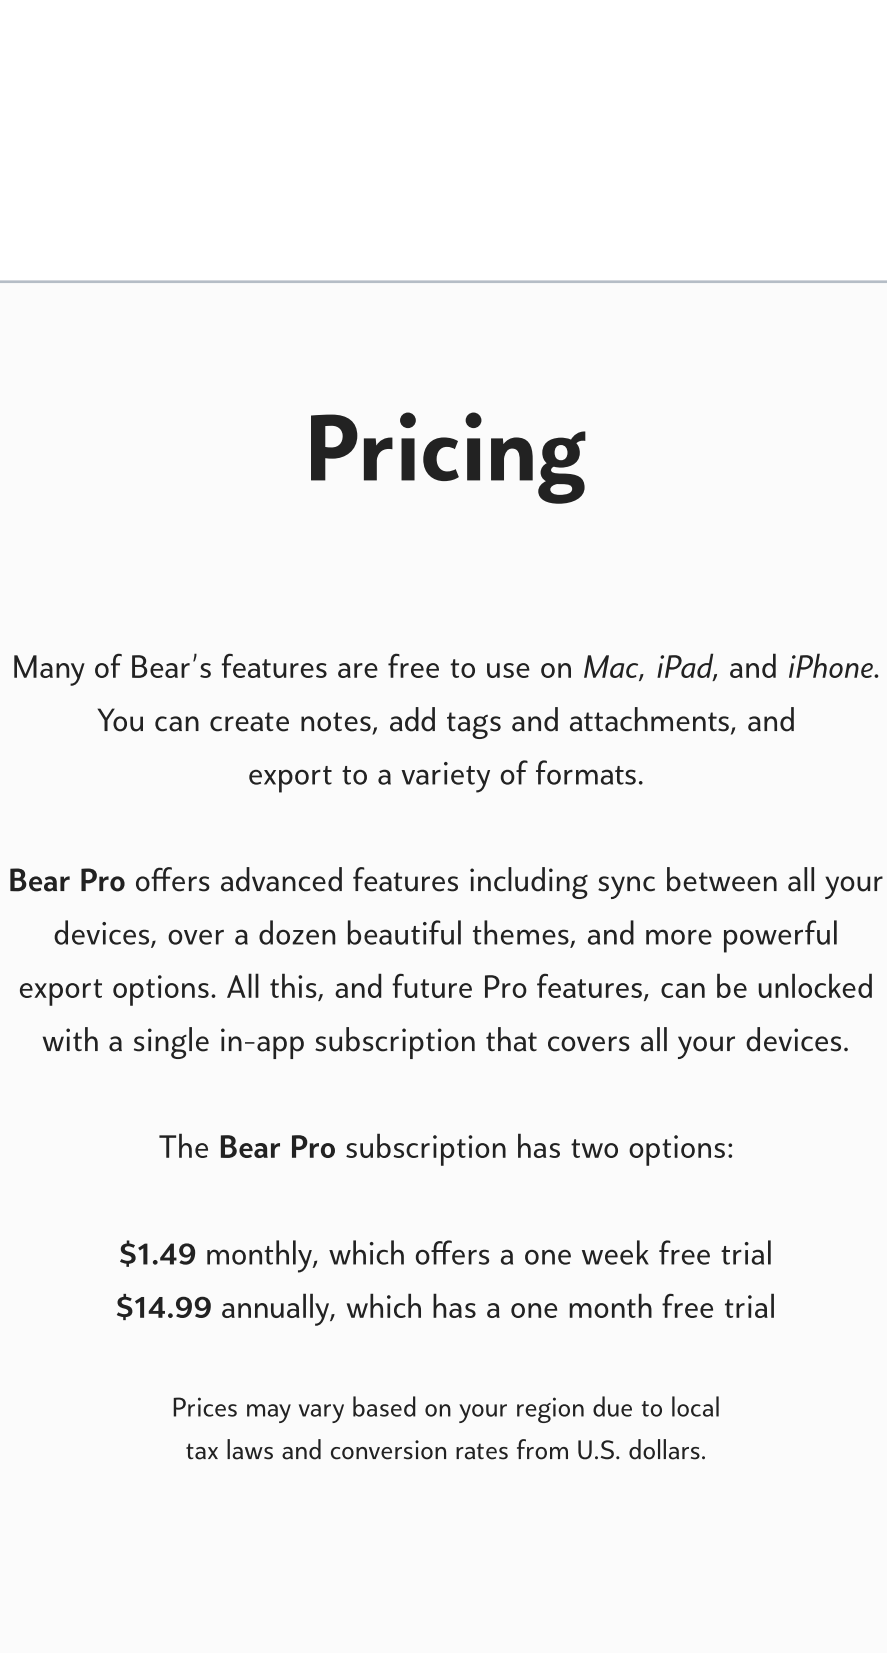 Pricing
Many of Bear's features are free to use on Mac, iPad, and iPhone.
You can create notes, add tags and attachments, and
export to a variety of formats.
Bear Pro offers advanced features including sync between all your
devices, over a dozen beautiful themes, and more powerful
export options. All this, and future Pro features, can be unlocked
with a single in-app subscription that covers all your devices.
The Bear Pro subscription has two options:
$1.49 monthly, which offers a one week free trial
$14.99 annually, which has a one month free trial
Prices may vary based on your region due to local
tax laws and conversion rates from U.S. dollars.